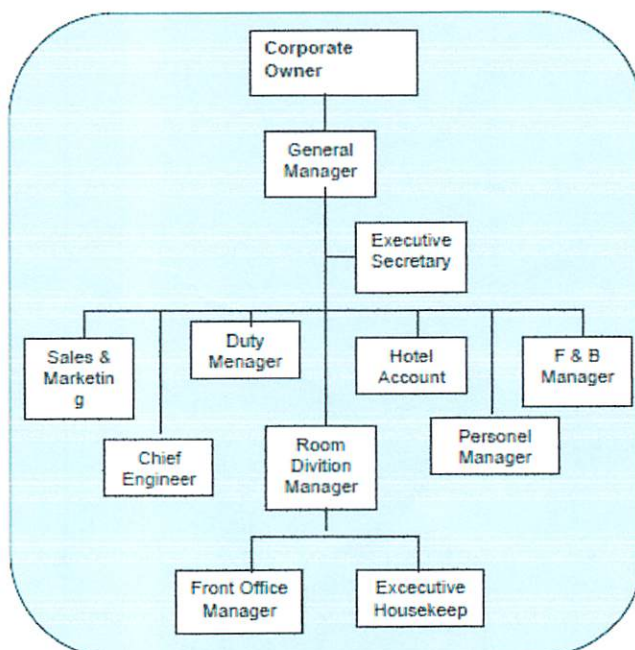 Corporate
Owner
General
Manager
Executive
Secretary
Sales &
Marketin
g
Duty
Menager
Hotel
Account
F & B
Manager
Chief
Engineer
Room
Divition
Manager
Personel
Manager
Front Office
Manager
Excecutive
Housekeep